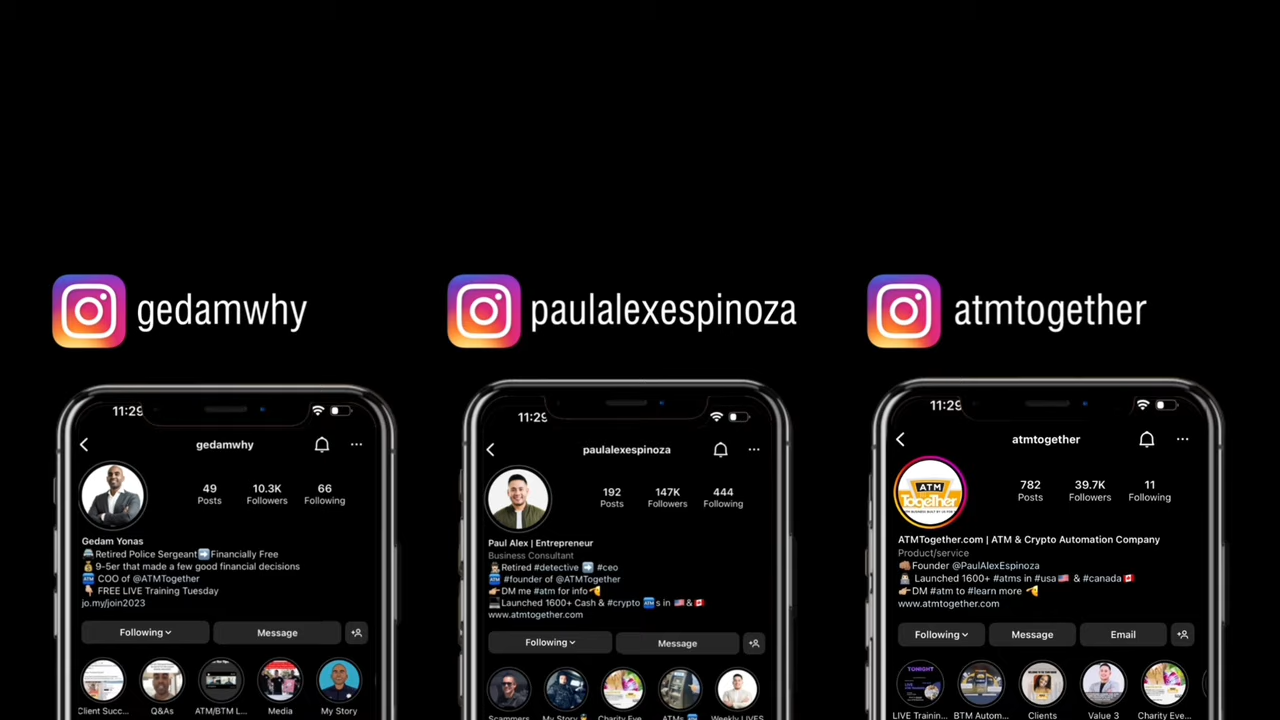 gedamwhy
paulalexespinoza
atmtogether
11:29
gedamwhy
49
10.3K
66
Posts
Followers
Following
Gedam Yonas
Retired Police Sergeant➡️Financially Free
9-5er that made a few good financial decisions
COO of @ATMTogether
FREE LIVE Training Tuesday
jo.my/join2023
Following
Message
Client Succ...
Q&As
ATM/BTM L...
Media
My Story
11:29
paulalexespinoza
192
147K
444
Posts
Followers
Following
Paul Alex | Entrepreneur
Business Consultant
Retired #detective ➡️ #ceo
#founder of @ATMTogether
DM me #atm for info
Launched 1600+ Cash & #crypto 🏧s in 🇺🇸&🇨🇦
www.atmtogether.com
Following
Message
Scammers
My Story
Charity Eve...
ATMs
Weekly LIVES
11:29
atmtogether
ATM
Together
782
39.7K
11
Posts
Followers
Following
ATMTogether.com | ATM & Crypto Automation Company
Product/service
Founder @PaulAlexEspinoza
Launched 1600+ #atms in #usa🇺🇸 & #canada🇨🇦
DM #atm to #learn more
www.atmtogether.com
Following
Message
Email
TONIGHT
LIVE Trainin...
BTM Autom...
Clients
Value 3
Charity Eve...